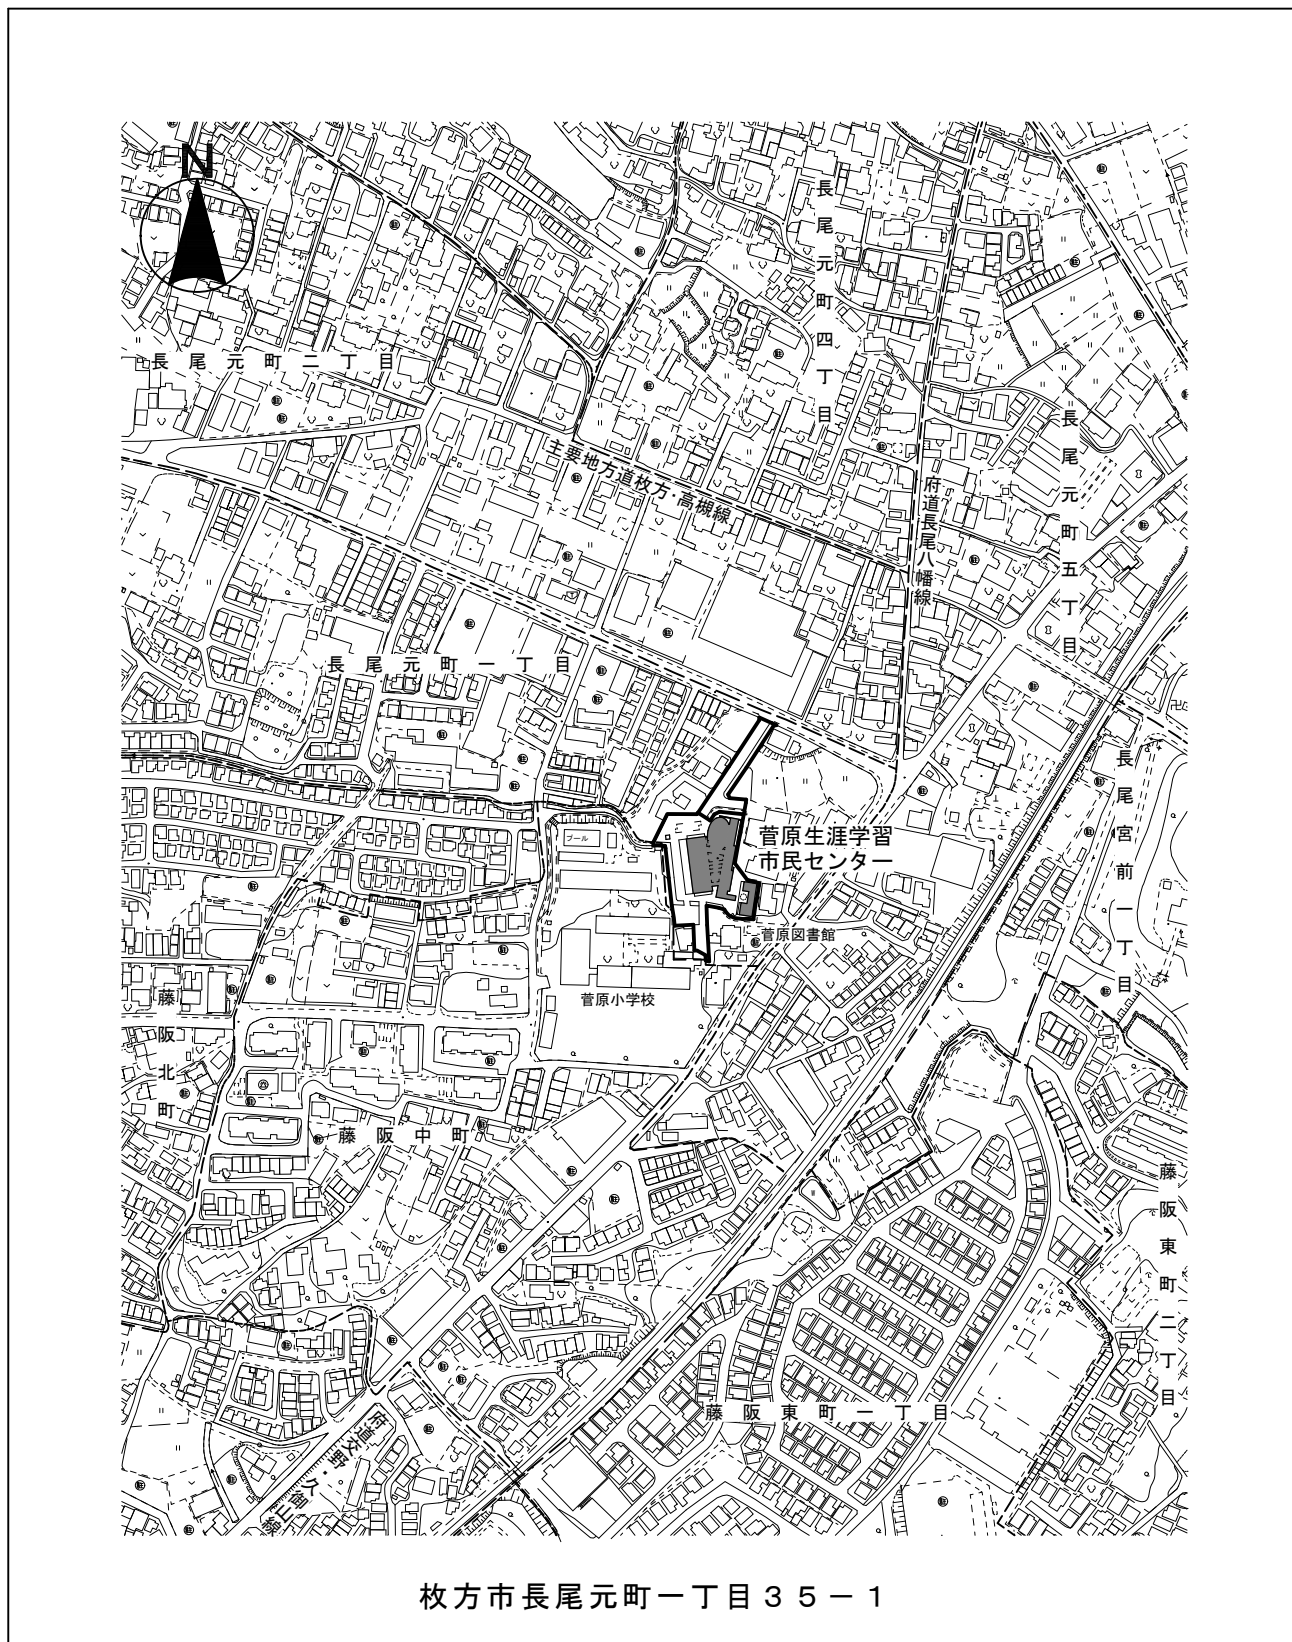 N
長尾元町四丁目
長尾元町二丁目
長尾元町五丁目
主要地方道枚方・高槻線
府道長尾八幡線
長尾元町一丁目
長尾宮前一丁目
プール
菅原生涯学習
市民センター
菅原図書館
菅原小学校
藤阪北町
藤阪中町
藤阪東町二丁目
藤阪東町一丁目
府道交野・久御山線
枚方市長尾元町一丁目３５－１